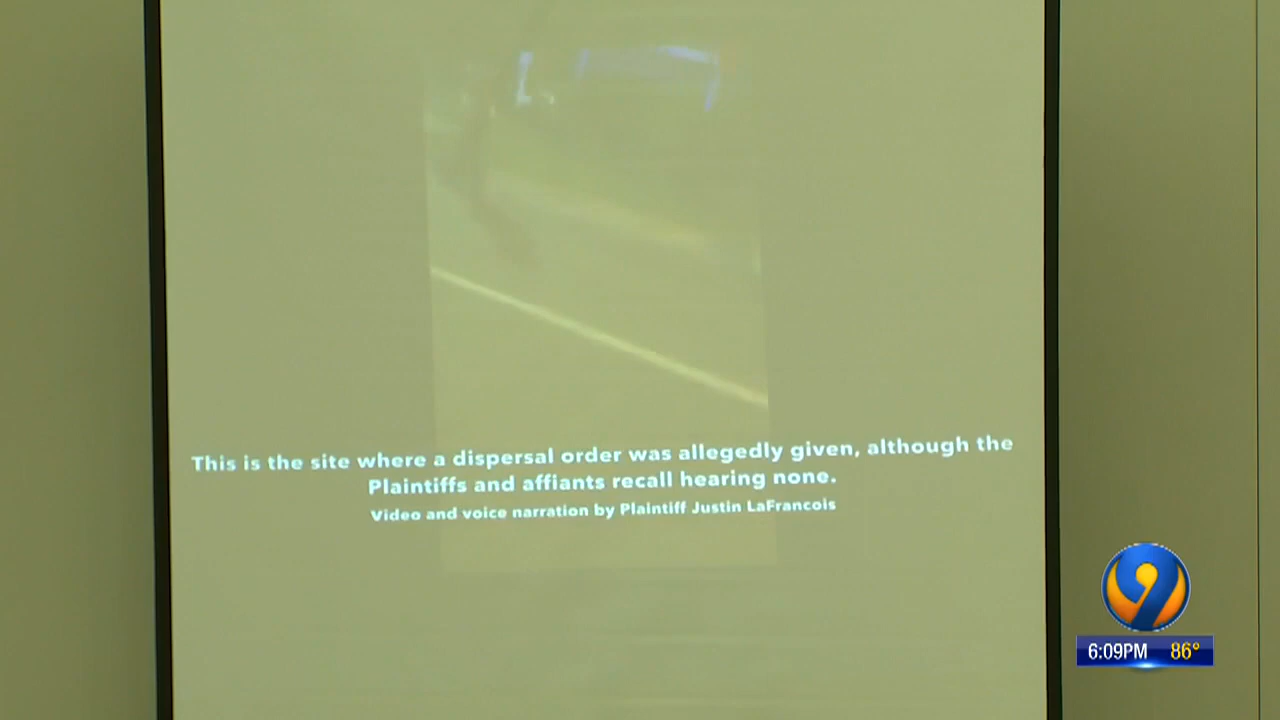 This is the site where a dispersal order was allegedly given, although the
Plaintiffs and affiants recall hearing none.
Video and voice narration by Plaintiff Justin LaFrancois
9
6:09PM 86°